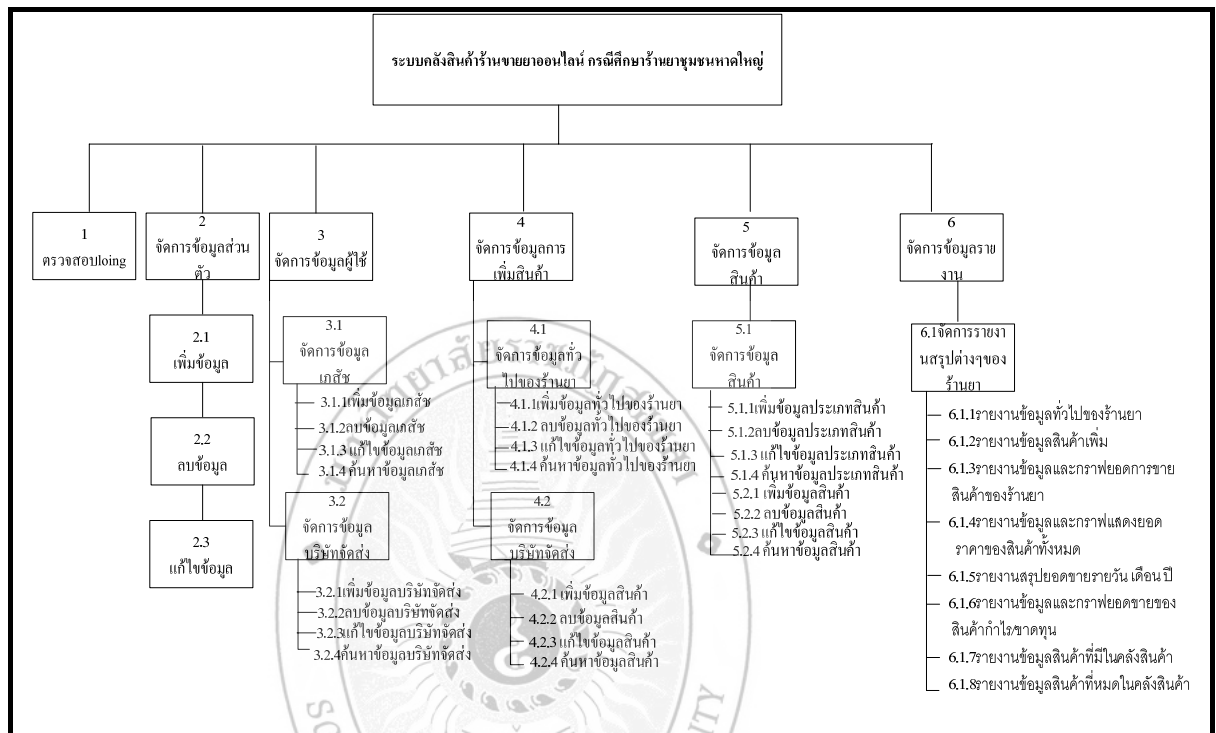 ระบบคลังสินค้าร้านขายยาออนไลน์ กรณีศึกษาร้านยาชุมชนหาดใหญ่
1
ตรวจสอบloing
2
จัดการข้อมูลส่วน
ตัว
2.1
เพิ่มข้อมูล
2.2
ลบข้อมูล
2.3
แก้ไขข้อมูล
3
จัดการข้อมูลผู้ใช้
3.1
จัดการข้อมูล
เภสัช
3.1.1เพิ่มข้อมูลเภสัช
3.1.2ลบข้อมูลเภสัช
3.1.3 แก้ไขข้อมูลเภสัช
3.1.4 ค้นหาข้อมูลเภสัช
3.2
จัดการข้อมูล
บริษัทจัดส่ง
3.2.1เพิ่มข้อมูลบริษัทจัดส่ง
3.2.2ลบข้อมูลบริษัทจัดส่ง
3.2.3แก้ไขข้อมูลบริษัทจัดส่ง
3.2.4ค้นหาข้อมูลบริษัทจัดส่ง
4
จัดการข้อมูลการ
เพิ่มสินค้า
4.1
จัดการข้อมูลทั่ว
ไปของร้านยา
4.1.1เพิ่มข้อมูลทั่วไปของร้านยา
4.1.2 ลบข้อมูลทั่วไปของร้านยา
4.1.3 แก้ไขข้อมูลทั่วไปของร้านยา
4.1.4 ค้นหาข้อมูลทั่วไปของร้านยา
4.2
จัดการข้อมูล
บริษัทจัดส่ง
4.2.1 เพิ่มข้อมูลสินค้า
4.2.2 ลบข้อมูลสินค้า
4.2.3 แก้ไขข้อมูลสินค้า
4.2.4 ค้นหาข้อมูลสินค้า
5
จัดการข้อมูล
สินค้า
5.1
จัดการข้อมูล
สินค้า
5.1.1เพิ่มข้อมูลประเภทสินค้า
5.1.2ลบข้อมูลประเภทสินค้า
5.1.3 แก้ไขข้อมูลประเภทสินค้า
5.1.4 ค้นหาข้อมูลประเภทสินค้า
5.2.1 เพิ่มข้อมูลสินค้า
5.2.2 ลบข้อมูลสินค้า
5.2.3 แก้ไขข้อมูลสินค้า
5.2.4 ค้นหาข้อมูลสินค้า
6
จัดการข้อมูลราย
งาน
6.1จัดการรายงา
นสรุปต่างๆของ
ร้านยา
6.1.1รายงานข้อมูลทั่วไปของร้านยา
6.1.2รายงานข้อมูลสินค้าเพิ่ม
6.1.3รายงานข้อมูลและกราฟยอดการขาย
สินค้าของร้านยา
6.1.4รายงานข้อมูลและกราฟแสดงยอด
ราคาของสินค้าทั้งหมด
6.1.5รายงานสรุปยอดขายรายวัน เดือน ปี
6.1.6รายงานข้อมูลและกราฟยอดขายของ
สินค้ากำไร/ขาดทุน
6.1.7รายงานข้อมูลสินค้าที่มีในคลังสินค้า
6.1.8รายงานข้อมูลสินค้าที่หมดในคลังสินค้า